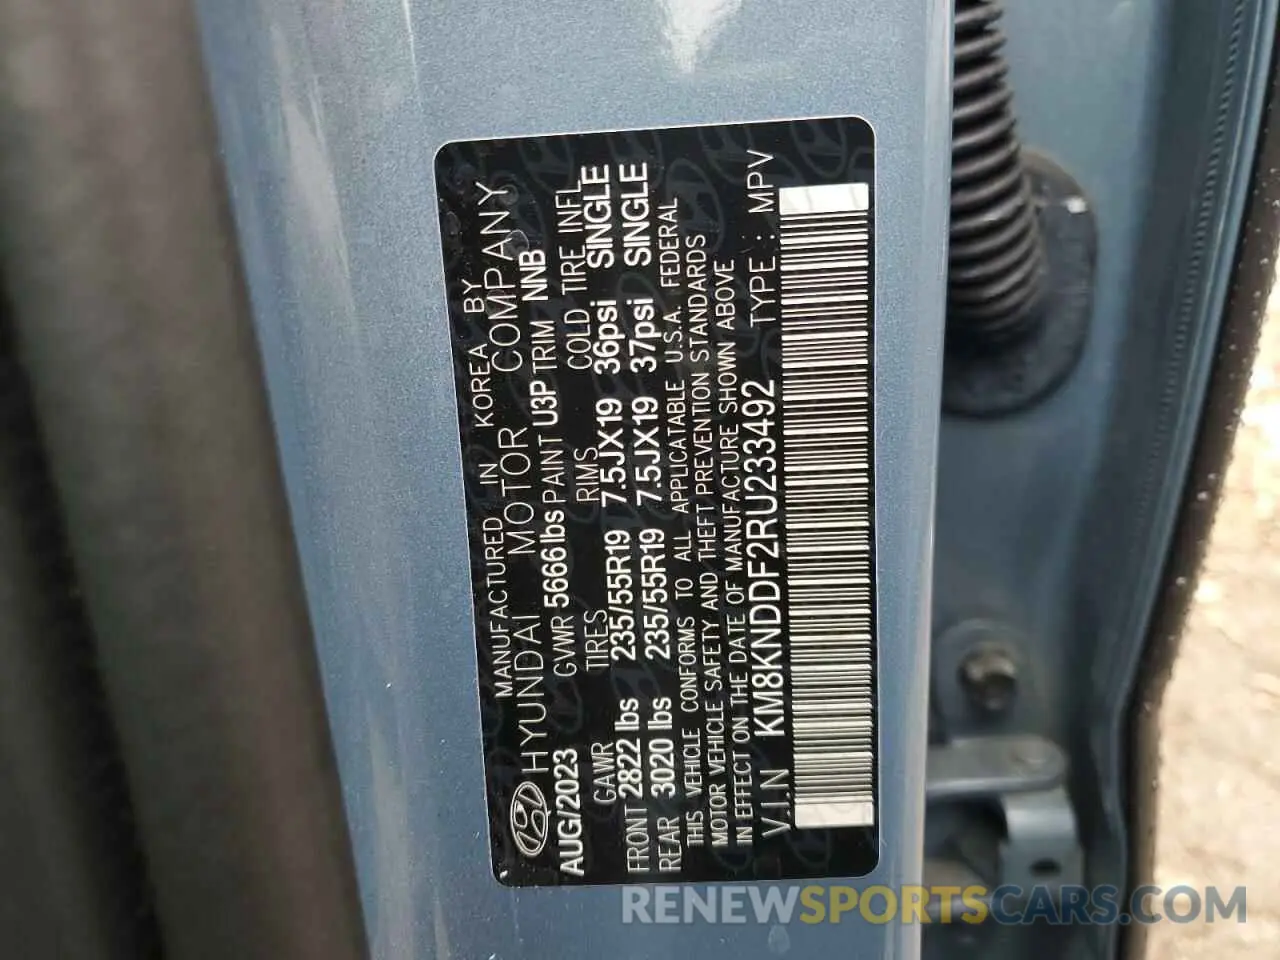 MANUFACTURED IN KOREA BY
HYUNDAI MOTOR COMPANY
AUG/2023 GVWR 5666lbs PAINT U3P TRIM NNB
GAWR TIRES RIMS COLD TIRE INFL
FRONT 2822 lbs 235/55R19 7.5JX19 36psi SINGLE
REAR 3020 lbs 235/55R19 7.5JX19 37psi SINGLE
THIS VEHICLE CONFORMS TO ALL APPLICATABLE U.S.A. FEDERAL
MOTOR VEHICLE SAFETY AND THEFT PREVENTION STANDARDS
IN EFFECT ON THE DATE OF MANUFACTURE SHOWN ABOVE
V.I.N KM8KNDDF2RU233492 TYPE : MPV
RENEWSPORTSCARS.COM